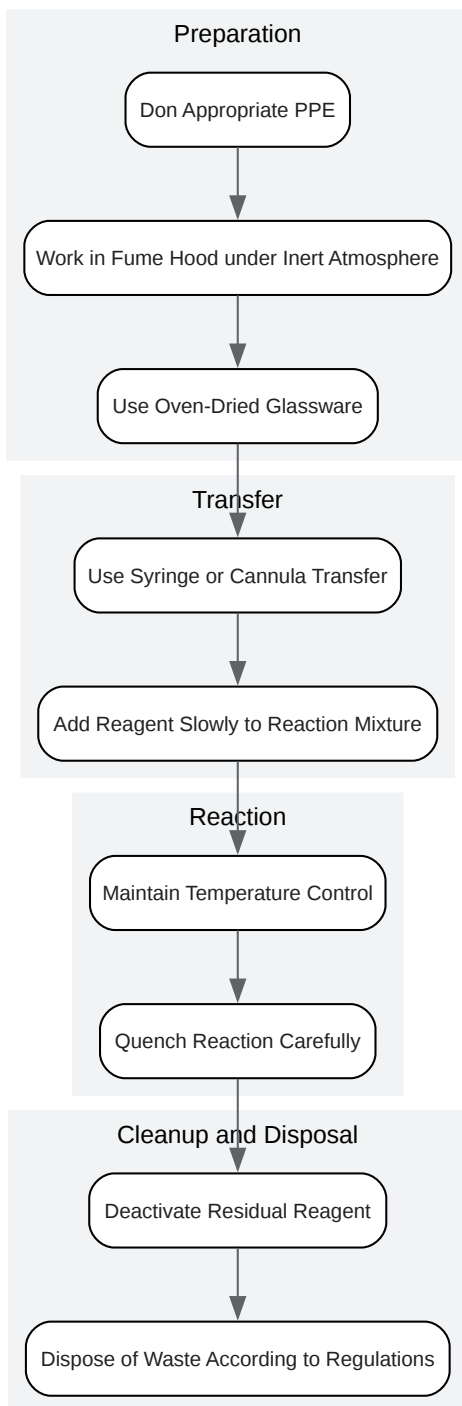 Preparation
Don Appropriate PPE
Work in Fume Hood under Inert Atmosphere
Use Oven-Dried Glassware
Transfer
Use Syringe or Cannula Transfer
Add Reagent Slowly to Reaction Mixture
Reaction
Maintain Temperature Control
Quench Reaction Carefully
Cleanup and Disposal
Deactivate Residual Reagent
Dispose of Waste According to Regulations